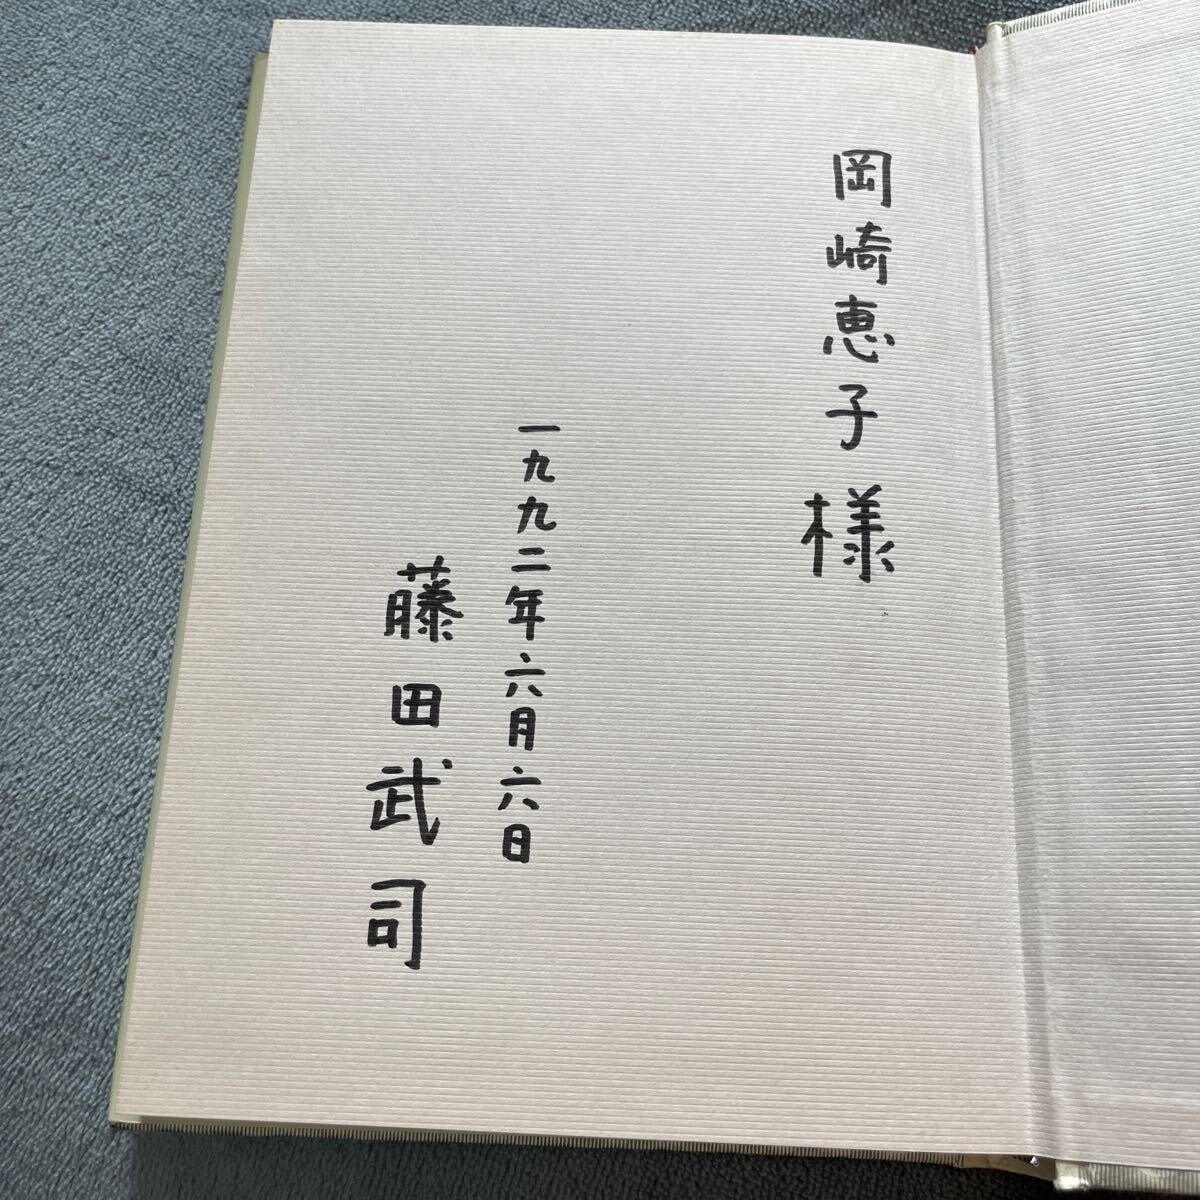 岡崎恵子様
一九九二年六月六日
藤田武司